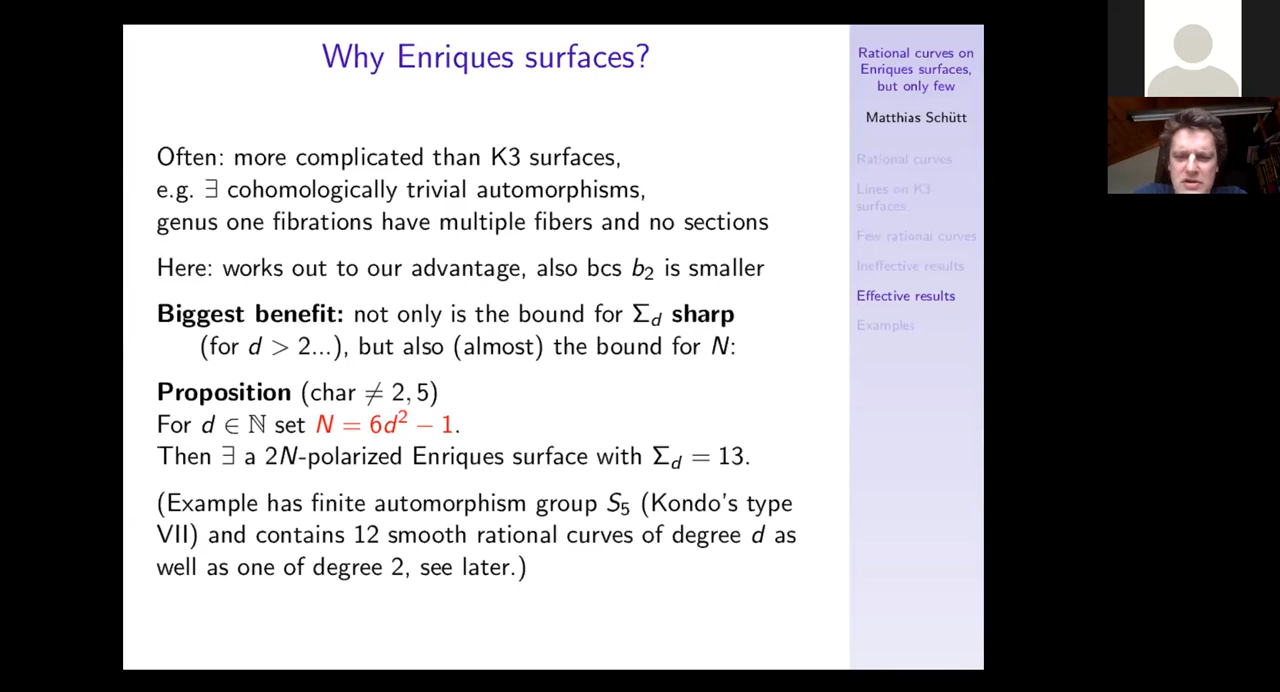 Why Enriques surfaces?
Often: more complicated than K3 surfaces,
e.g. ∃ cohomologically trivial automorphisms,
genus one fibrations have multiple fibers and no sections
Here: works out to our advantage, also bcs b₂ is smaller
Biggest benefit: not only is the bound for Σ_d sharp
(for d > 2...), but also (almost) the bound for N:
Proposition (char ≠ 2, 5)
For d ∈ ℕ set N = 6d² − 1.
Then ∃ a 2N-polarized Enriques surface with Σ_d = 13.
(Example has finite automorphism group S₅ (Kondo's type
VII) and contains 12 smooth rational curves of degree d as
well as one of degree 2, see later.)
Rational curves on
Enriques surfaces,
but only few
Matthias Schütt
Rational curves
Lines on K3
surfaces
Few rational curves
Ineffective results
Effective results
Examples